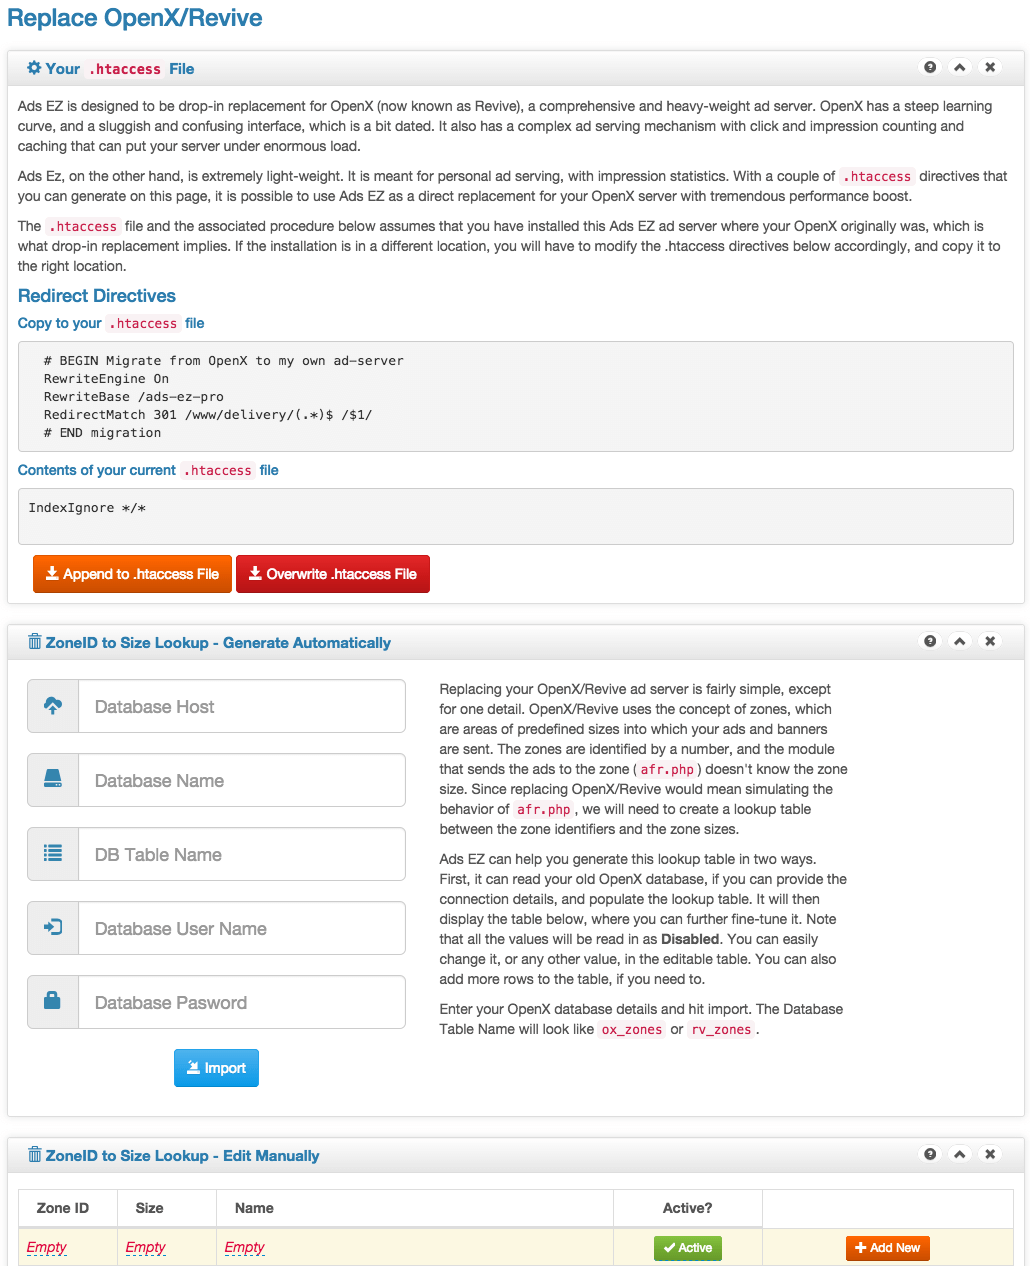 Replace OpenX/Revive
Your .htaccess File
Ads EZ is designed to be drop-in replacement for OpenX (now known as Revive), a comprehensive and heavy-weight ad server. OpenX has a steep learning
curve, and a sluggish and confusing interface, which is a bit dated. It also has a complex ad serving mechanism with click and impression counting and
caching that can put your server under enormous load.
Ads Ez, on the other hand, is extremely light-weight. It is meant for personal ad serving, with impression statistics. With a couple of .htaccess directives that
you can generate on this page, it is possible to use Ads EZ as a direct replacement for your OpenX server with tremendous performance boost.
The .htaccess file and the associated procedure below assumes that you have installed this Ads EZ ad server where your OpenX originally was, which is
what drop-in replacement implies. If the installation is in a different location, you will have to modify the .htaccess directives below accordingly, and copy it to
the right location.
Redirect Directives
Copy to your .htaccess file
# BEGIN Migrate from OpenX to my own ad-server
RewriteEngine On
RewriteBase /ads-ez-pro
RedirectMatch 301 /www/delivery/(.*)$ /$1/
# END migration
Contents of your current .htaccess file
IndexIgnore */*
Append to .htaccess File Overwrite .htaccess File
ZoneID to Size Lookup - Generate Automatically
Database Host
Database Name
DB Table Name
Database User Name
Database Pasword
Import
Replacing your OpenX/Revive ad server is fairly simple, except
for one detail. OpenX/Revive uses the concept of zones, which
are areas of predefined sizes into which your ads and banners
are sent. The zones are identified by a number, and the module
that sends the ads to the zone ( afr.php ) doesn't know the zone
size. Since replacing OpenX/Revive would mean simulating the
behavior of afr.php , we will need to create a lookup table
between the zone identifiers and the zone sizes.
Ads EZ can help you generate this lookup table in two ways.
First, it can read your old OpenX database, if you can provide the
connection details, and populate the lookup table. It will then
display the table below, where you can further fine-tune it. Note
that all the values will be read in as Disabled. You can easily
change it, or any other value, in the editable table. You can also
add more rows to the table, if you need to.
Enter your OpenX database details and hit import. The Database
Table Name will look like ox_zones or rv_zones .
ZoneID to Size Lookup - Edit Manually
Zone ID Size Name Active?
Empty Empty Empty Active Add New